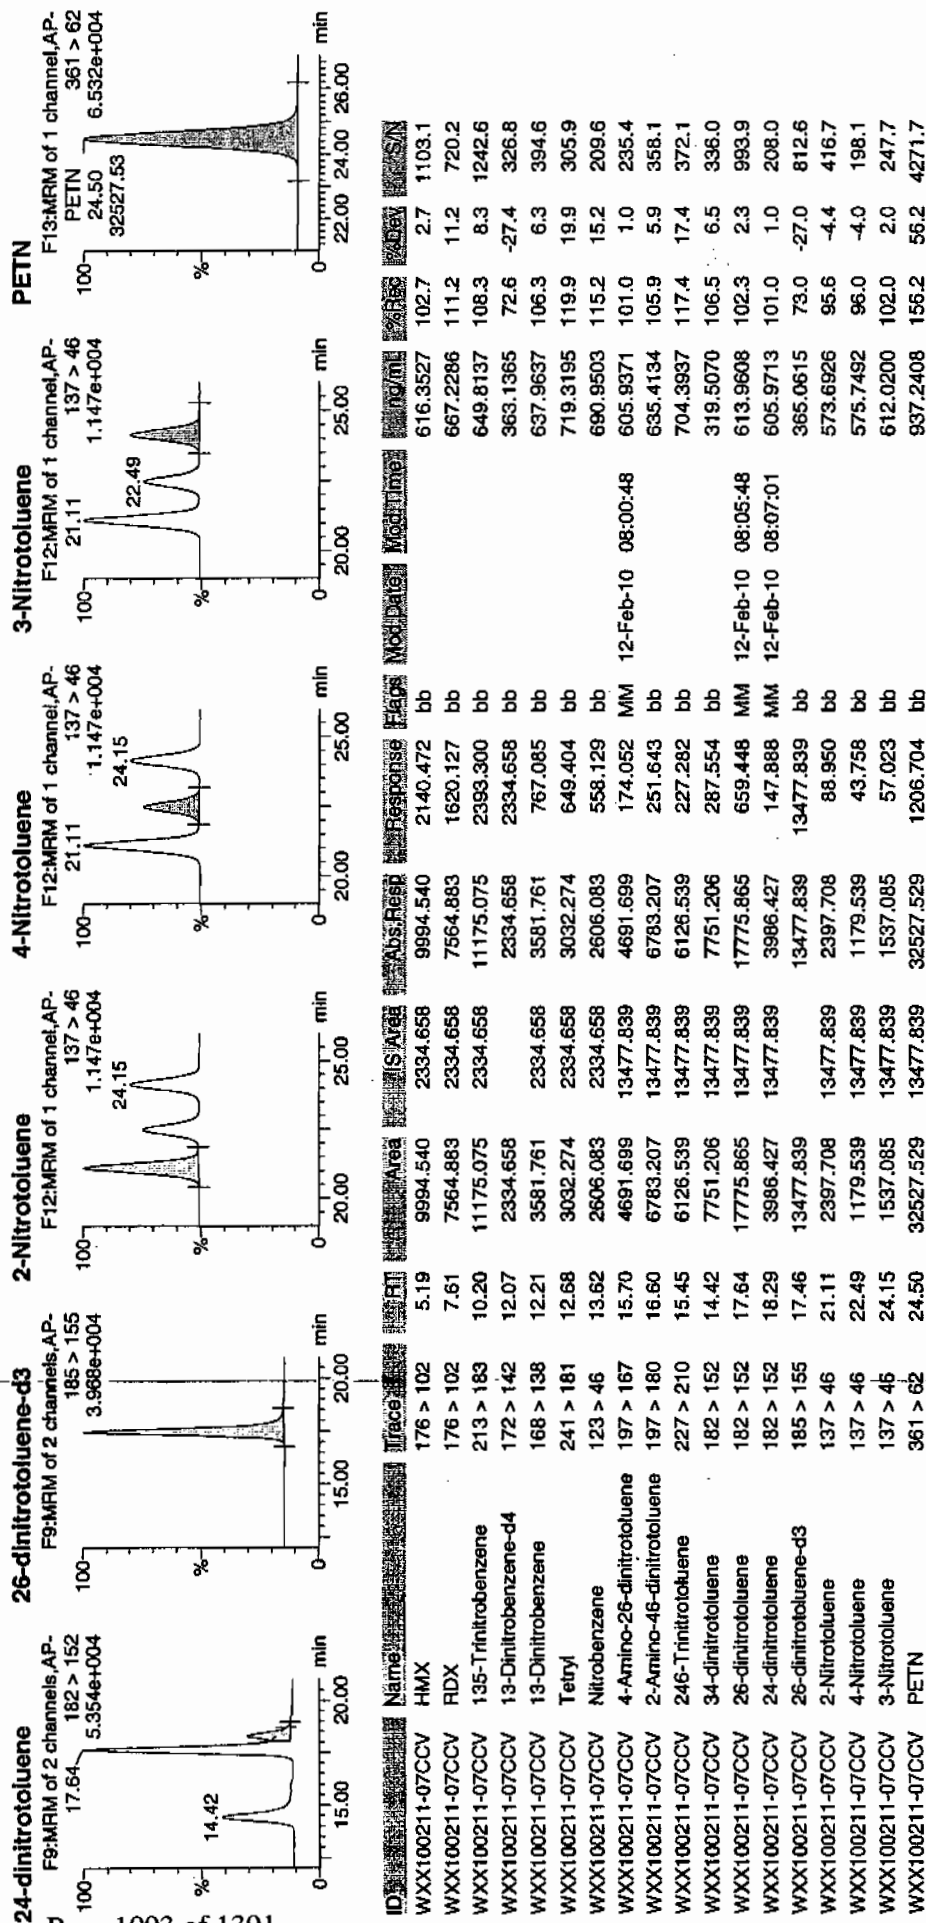 24-dinitrotoluene
F9:MRM of 2 channels,AP-
182 > 152
5.354e+004
100
17.64
14.42
15.00
20.00
min
26-dinitrotoluene-d3
F9:MRM of 2 channels,AP-
185 > 155
3.968e+004
100
%
0
15.00
20.00
min
2-Nitrotoluene
F12:MRM of 1 channel,AP-
137 > 46
1.147e+004
100
24.15
%
0
20.00
25.00
min
4-Nitrotoluene
F12:MRM of 1 channel,AP-
137 > 46
1.147e+004
100
21.11
24.15
%
0
20.00
25.00
min
3-Nitrotoluene
F12:MRM of 1 channel,AP-
137 > 46
1.147e+004
100
21.11
22.49
%
0
20.00
25.00
min
PETN
F13:MRM of 1 channel,AP-
361 > 62
6.532e+004
100
PETN
24.50
32527.53
%
0
22.00
24.00
26.00
min
ID Name Trace RT Area IS Area Abs.Resp Response Flags Mod.Date Mod.Time ng/mL %Rec %Dev S/N
WXX100211-07CCV HMX 176 > 102 5.19 9994.540 2334.658 9994.540 2140.472 bb 616.3527 102.7 2.7 1103.1
WXX100211-07CCV RDX 176 > 102 7.61 7564.883 2334.658 7564.883 1620.127 bb 667.2286 111.2 11.2 720.2
WXX100211-07CCV 135-Trinitrobenzene 213 > 183 10.20 11175.075 2334.658 11175.075 2393.300 bb 649.8137 108.3 8.3 1242.6
WXX100211-07CCV 13-Dinitrobenzene-d4 172 > 142 12.07 2334.658 2334.658 2334.658 bb 363.1365 72.6 -27.4 326.8
WXX100211-07CCV 13-Dinitrobenzene 168 > 138 12.21 3581.761 2334.658 3581.761 767.085 bb 637.9637 106.3 6.3 394.6
WXX100211-07CCV Tetryl 241 > 181 12.68 3032.274 2334.658 3032.274 649.404 bb 719.3195 119.9 19.9 305.9
WXX100211-07CCV Nitrobenzene 123 > 46 13.62 2606.083 2334.658 2606.083 558.129 bb 690.9503 115.2 15.2 209.6
WXX100211-07CCV 4-Amino-26-dinitrotoluene 197 > 167 15.70 4691.699 13477.839 4691.699 174.052 MM 12-Feb-10 08:00:48 605.9371 101.0 1.0 235.4
WXX100211-07CCV 2-Amino-46-dinitrotoluene 197 > 180 16.60 6783.207 13477.839 6783.207 251.643 bb 635.4134 105.9 5.9 358.1
WXX100211-07CCV 246-Trinitrotoluene 227 > 210 15.45 6126.539 13477.839 6126.539 227.282 bb 704.3937 117.4 17.4 372.1
WXX100211-07CCV 34-dinitrotoluene 182 > 152 14.42 7751.206 13477.839 7751.206 287.554 bb 319.5070 106.5 6.5 336.0
WXX100211-07CCV 26-dinitrotoluene 182 > 152 17.64 17775.865 13477.839 17775.865 659.448 MM 12-Feb-10 08:05:48 613.9608 102.3 2.3 993.9
WXX100211-07CCV 24-dinitrotoluene 182 > 152 18.29 3986.427 13477.839 3986.427 147.888 MM 12-Feb-10 08:07:01 605.9713 101.0 1.0 208.0
WXX100211-07CCV 26-dinitrotoluene-d3 185 > 155 17.46 13477.839 13477.839 13477.839 bb 365.0615 73.0 -27.0 812.6
WXX100211-07CCV 2-Nitrotoluene 137 > 46 21.11 2397.708 13477.839 2397.708 88.950 bb 573.6926 95.6 -4.4 416.7
WXX100211-07CCV 4-Nitrotoluene 137 > 46 22.49 1179.539 13477.839 1179.539 43.758 bb 575.7492 96.0 -4.0 198.1
WXX100211-07CCV 3-Nitrotoluene 137 > 46 24.15 1537.085 13477.839 1537.085 57.023 bb 612.0200 102.0 2.0 247.7
WXX100211-07CCV PETN 361 > 62 24.50 32527.529 13477.839 32527.529 1206.704 bb 937.2408 156.2 56.2 4271.7